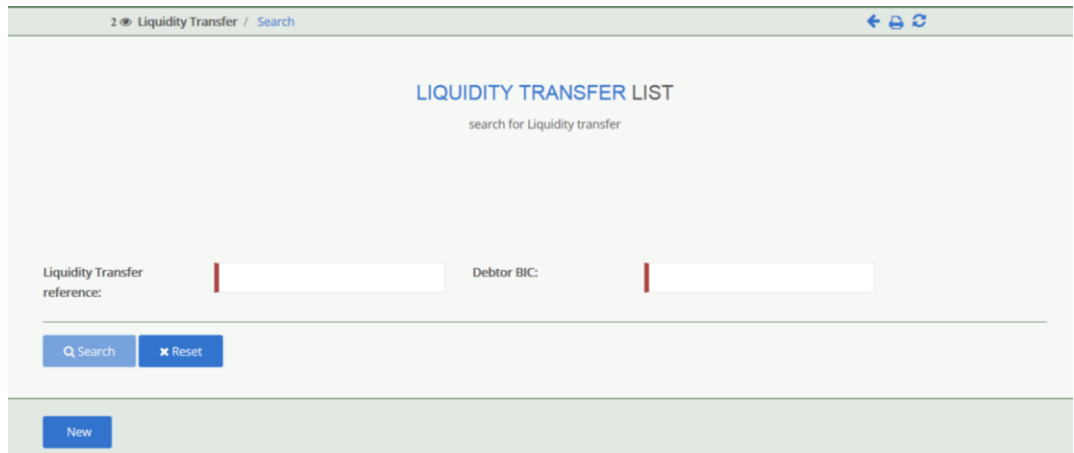 2 Liquidity Transfer / Search
LIQUIDITY TRANSFER LIST
search for Liquidity transfer
Liquidity Transfer
reference:
Debtor BIC:
Search
Reset
New